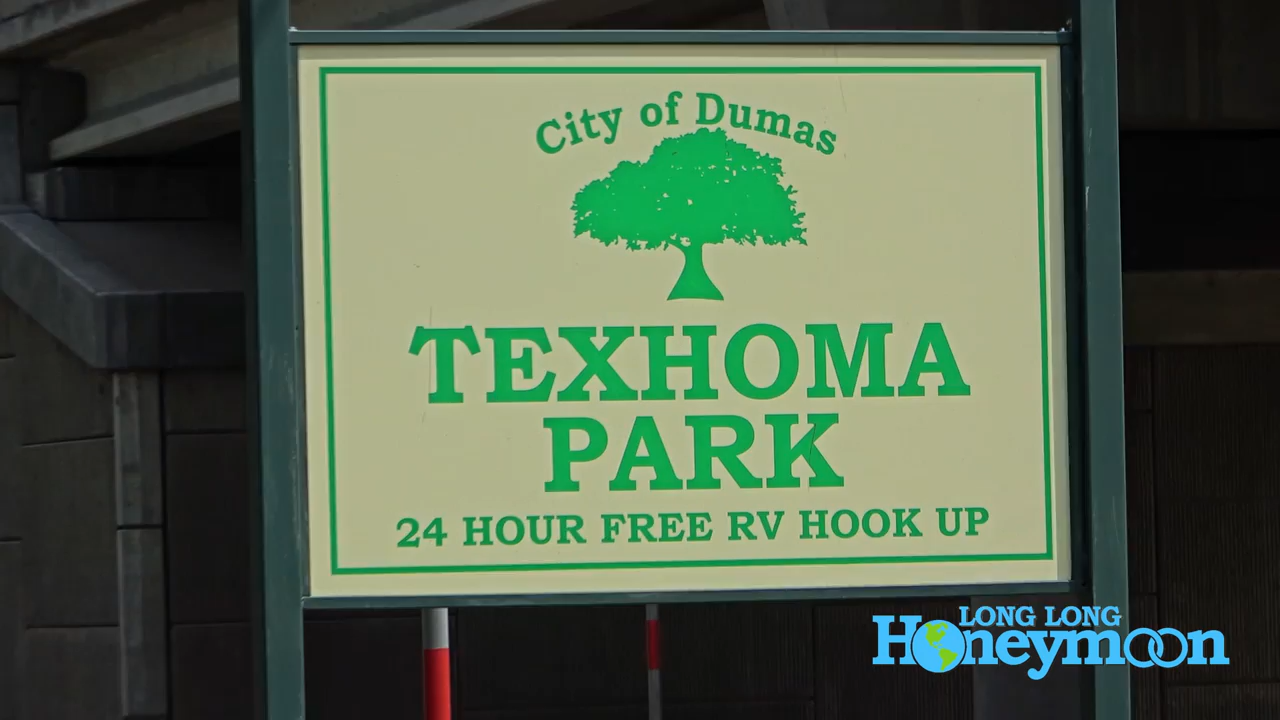 City of Dumas
TEXHOMA
PARK
24 HOUR FREE RV HOOK UP
LONG LONG
Honeymoon